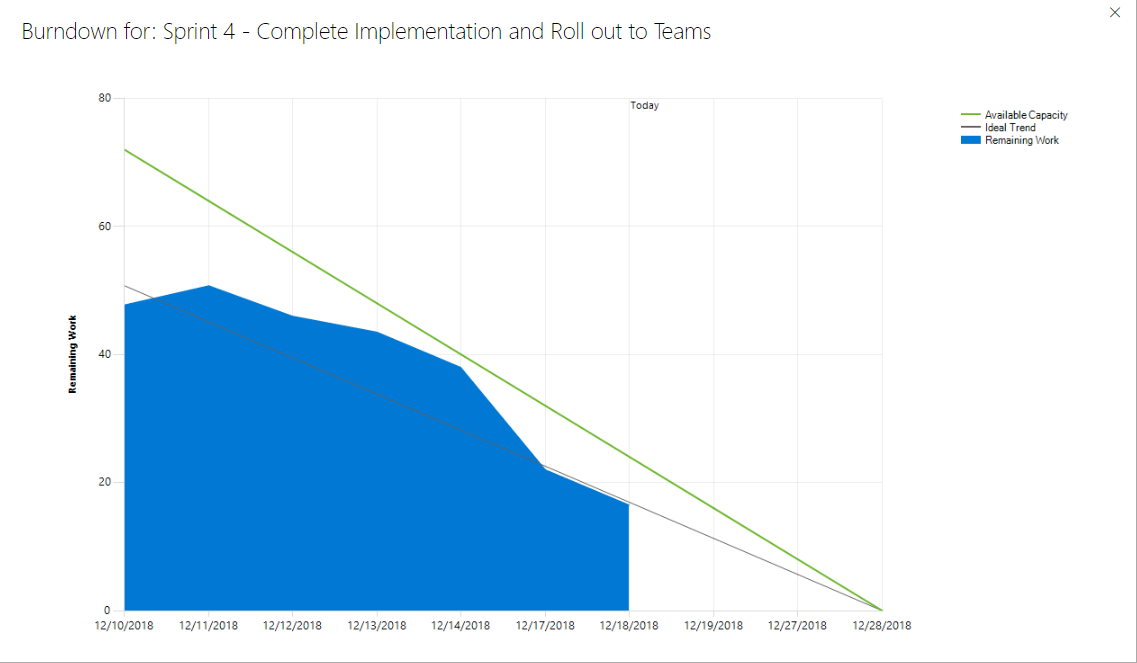 Burndown for: Sprint 4 - Complete Implementation and Roll out to Teams
80
Today
Available Capacity
Ideal Trend
Remaining Work
60
Remaining Work
40
20
0
12/10/2018 12/11/2018 12/12/2018 12/13/2018 12/14/2018 12/17/2018 12/18/2018 12/19/2018 12/27/2018 12/28/2018